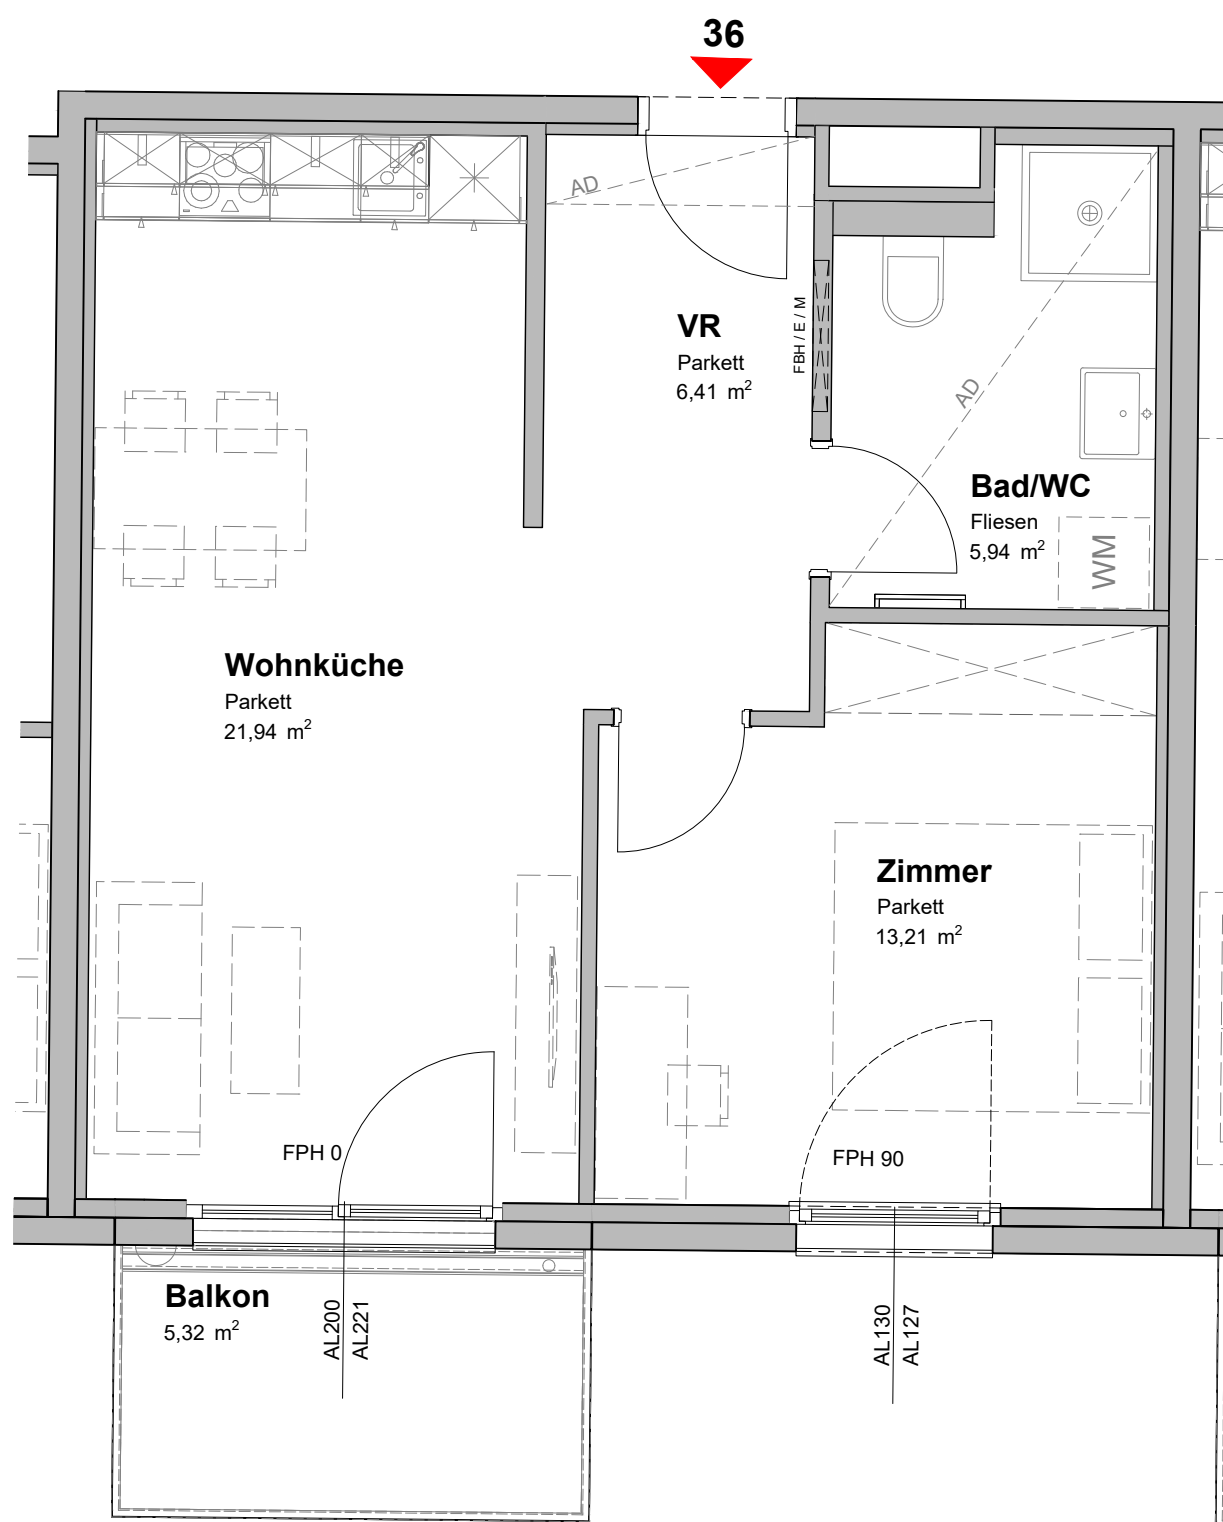 36
AD
VR
Parkett
6,41 m²
FBH / E / M
AD
Bad/WC
Fliesen
5,94 m²
WM
Wohnküche
Parkett
21,94 m²
Zimmer
Parkett
13,21 m²
FPH 0
FPH 90
Balkon
5,32 m²
AL200
AL221
AL130
AL127